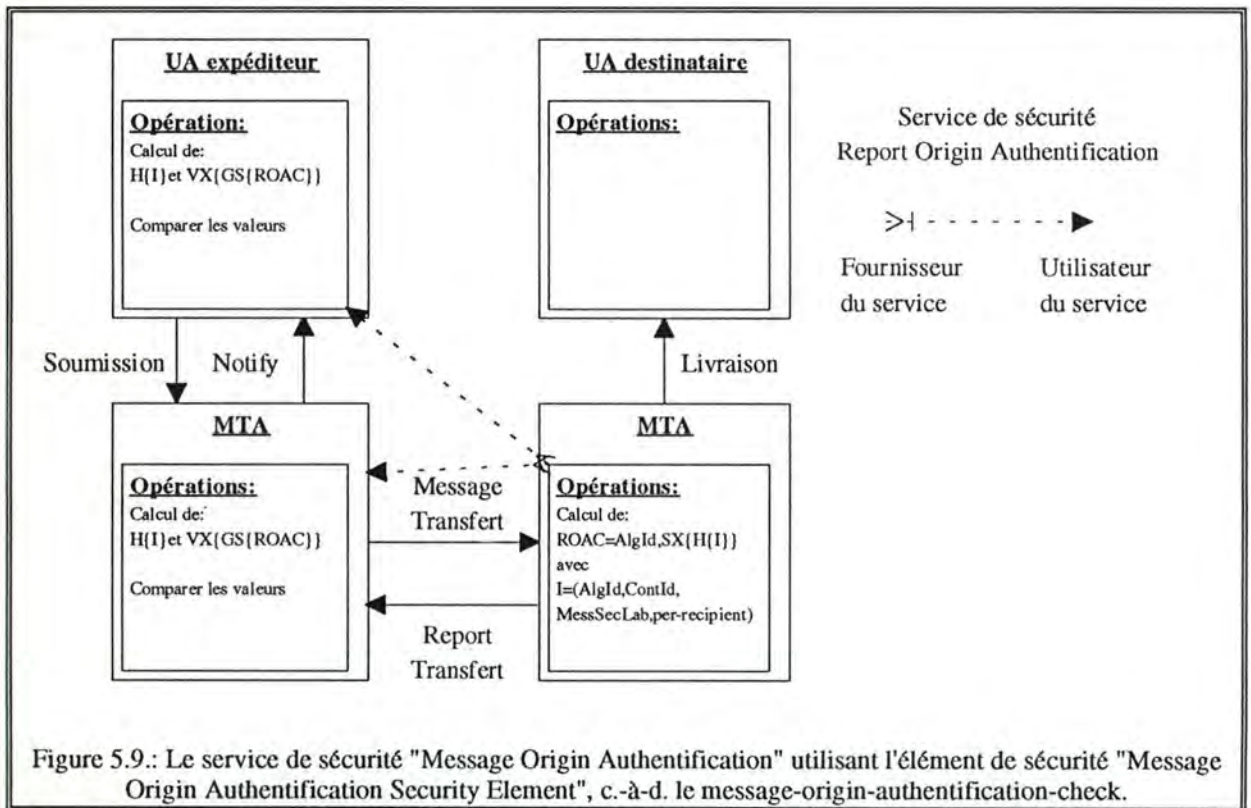 UA expéditeur
Opération:
Calcul de:
H{I}et VX{GS{ROAC}}
Comparer les valeurs
UA destinataire
Opérations:
Service de sécurité
Report Origin Authentification
Fournisseur
du service
Utilisateur
du service
Soumission
Notify
Livraison
MTA
Opérations:
Calcul de:
H{I}et VX{GS{ROAC}}
Comparer les valeurs
Message
Transfert
Report
Transfert
MTA
Opérations:
Calcul de:
ROAC=AlgId,SX{H{I}}
avec
I=(AlgId,ContId,
MessSecLab,per-recipient)
Figure 5.9.: Le service de sécurité "Message Origin Authentification" utilisant l'élément de sécurité "Message
Origin Authentification Security Element", c.-à-d. le message-origin-authentification-check.